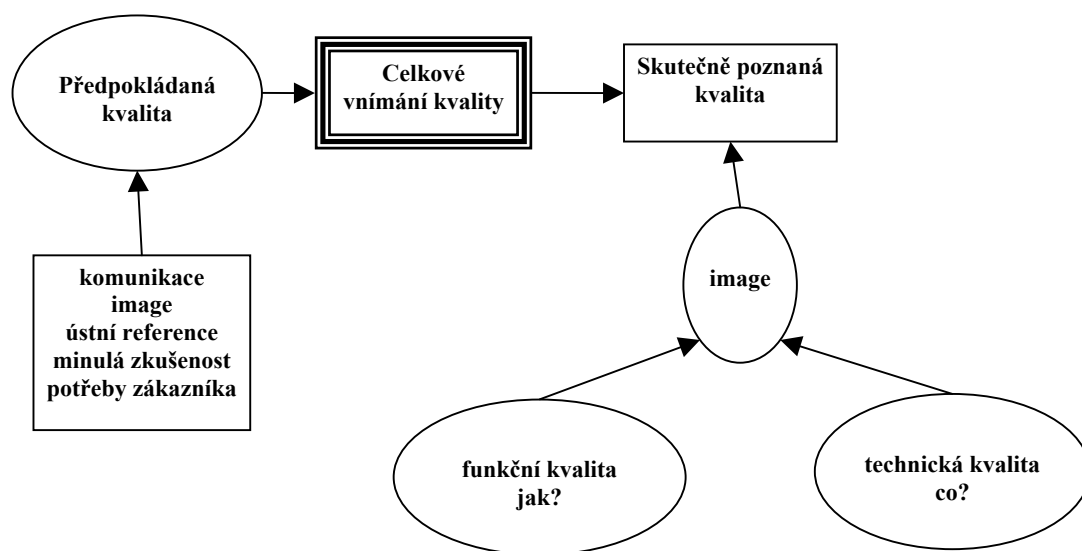 Předpokládaná
kvalita
Celkové
vnímání kvality
Skutečně poznaná
kvalita
komunikace
image
ústní reference
minulá zkušenost
potřeby zákazníka
image
funkční kvalita
jak?
technická kvalita
co?